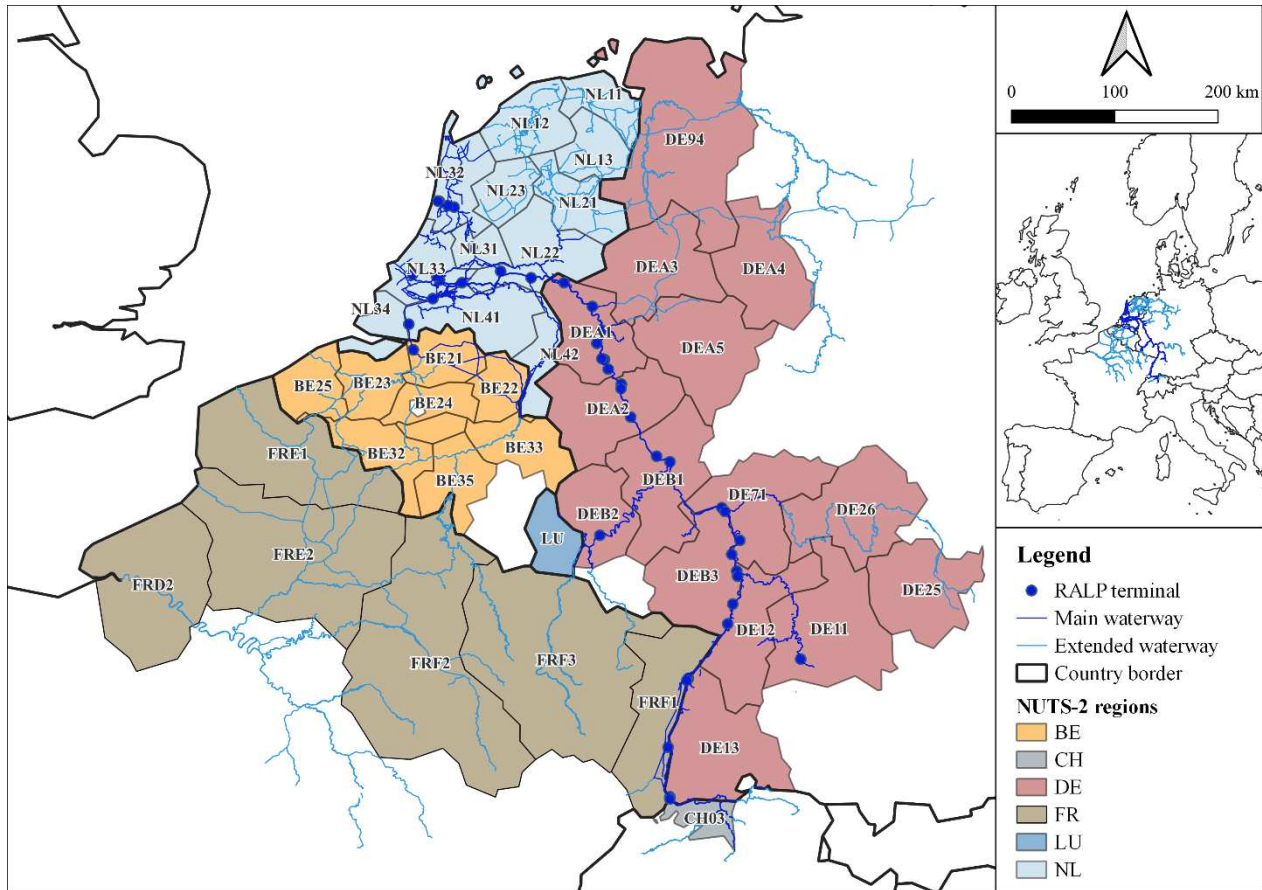 NL11
NL12
DE94
NL13
NL32
NL23
NL21
NL31
NL22
NL33
DEA3
DEA4
NL34
NL41
DEA1
DEA5
NL42
BE21
BE23
BE25
BE22
BE24
DEA2
BE32
BE33
FRE1
BE35
DEB1
DE71
DE26
DEB2
LU
FRE2
DEB3
FRD2
DE25
DE12
DE11
FRF2
FRF3
FRF1
DE13
CH03
0 100 200 km
Legend
RALP terminal
Main waterway
Extended waterway
Country border
NUTS-2 regions
BE
CH
DE
FR
LU
NL